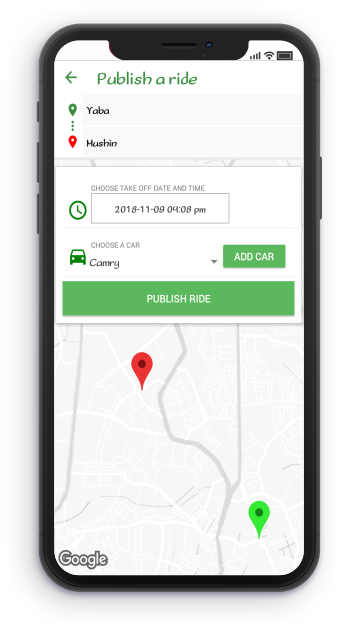 Publish a ride
Yaba
Mushin
CHOOSE TAKE OFF DATE AND TIME
2018-11-09 04:08 pm
CHOOSE A CAR
Camry
ADD CAR
PUBLISH RIDE
Google